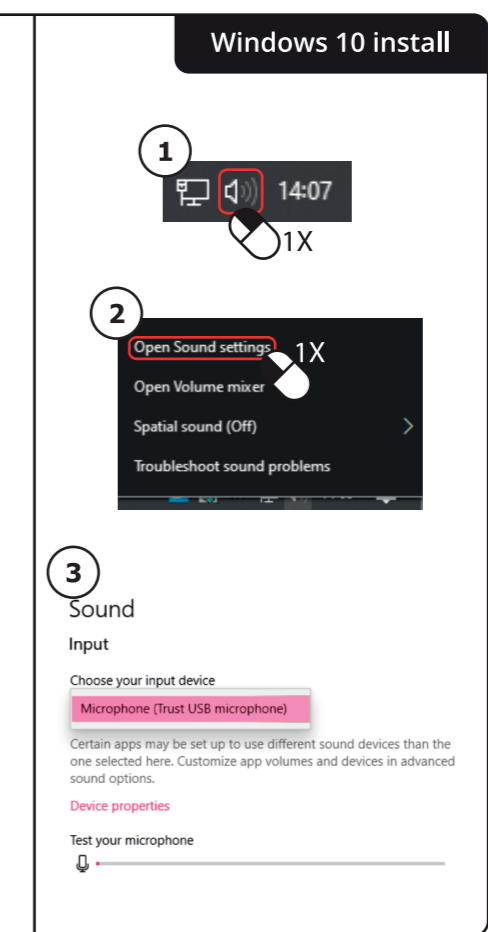 Windows 10 install
1
14:07
1X
2
Open Sound settings
1X
Open Volume mixer
Spatial sound (Off)
Troubleshoot sound problems
3
Sound
Input
Choose your input device
Microphone (Trust USB microphone)
Certain apps may be set up to use different sound devices than the
one selected here. Customize app volumes and devices in advanced
sound options.
Device properties
Test your microphone